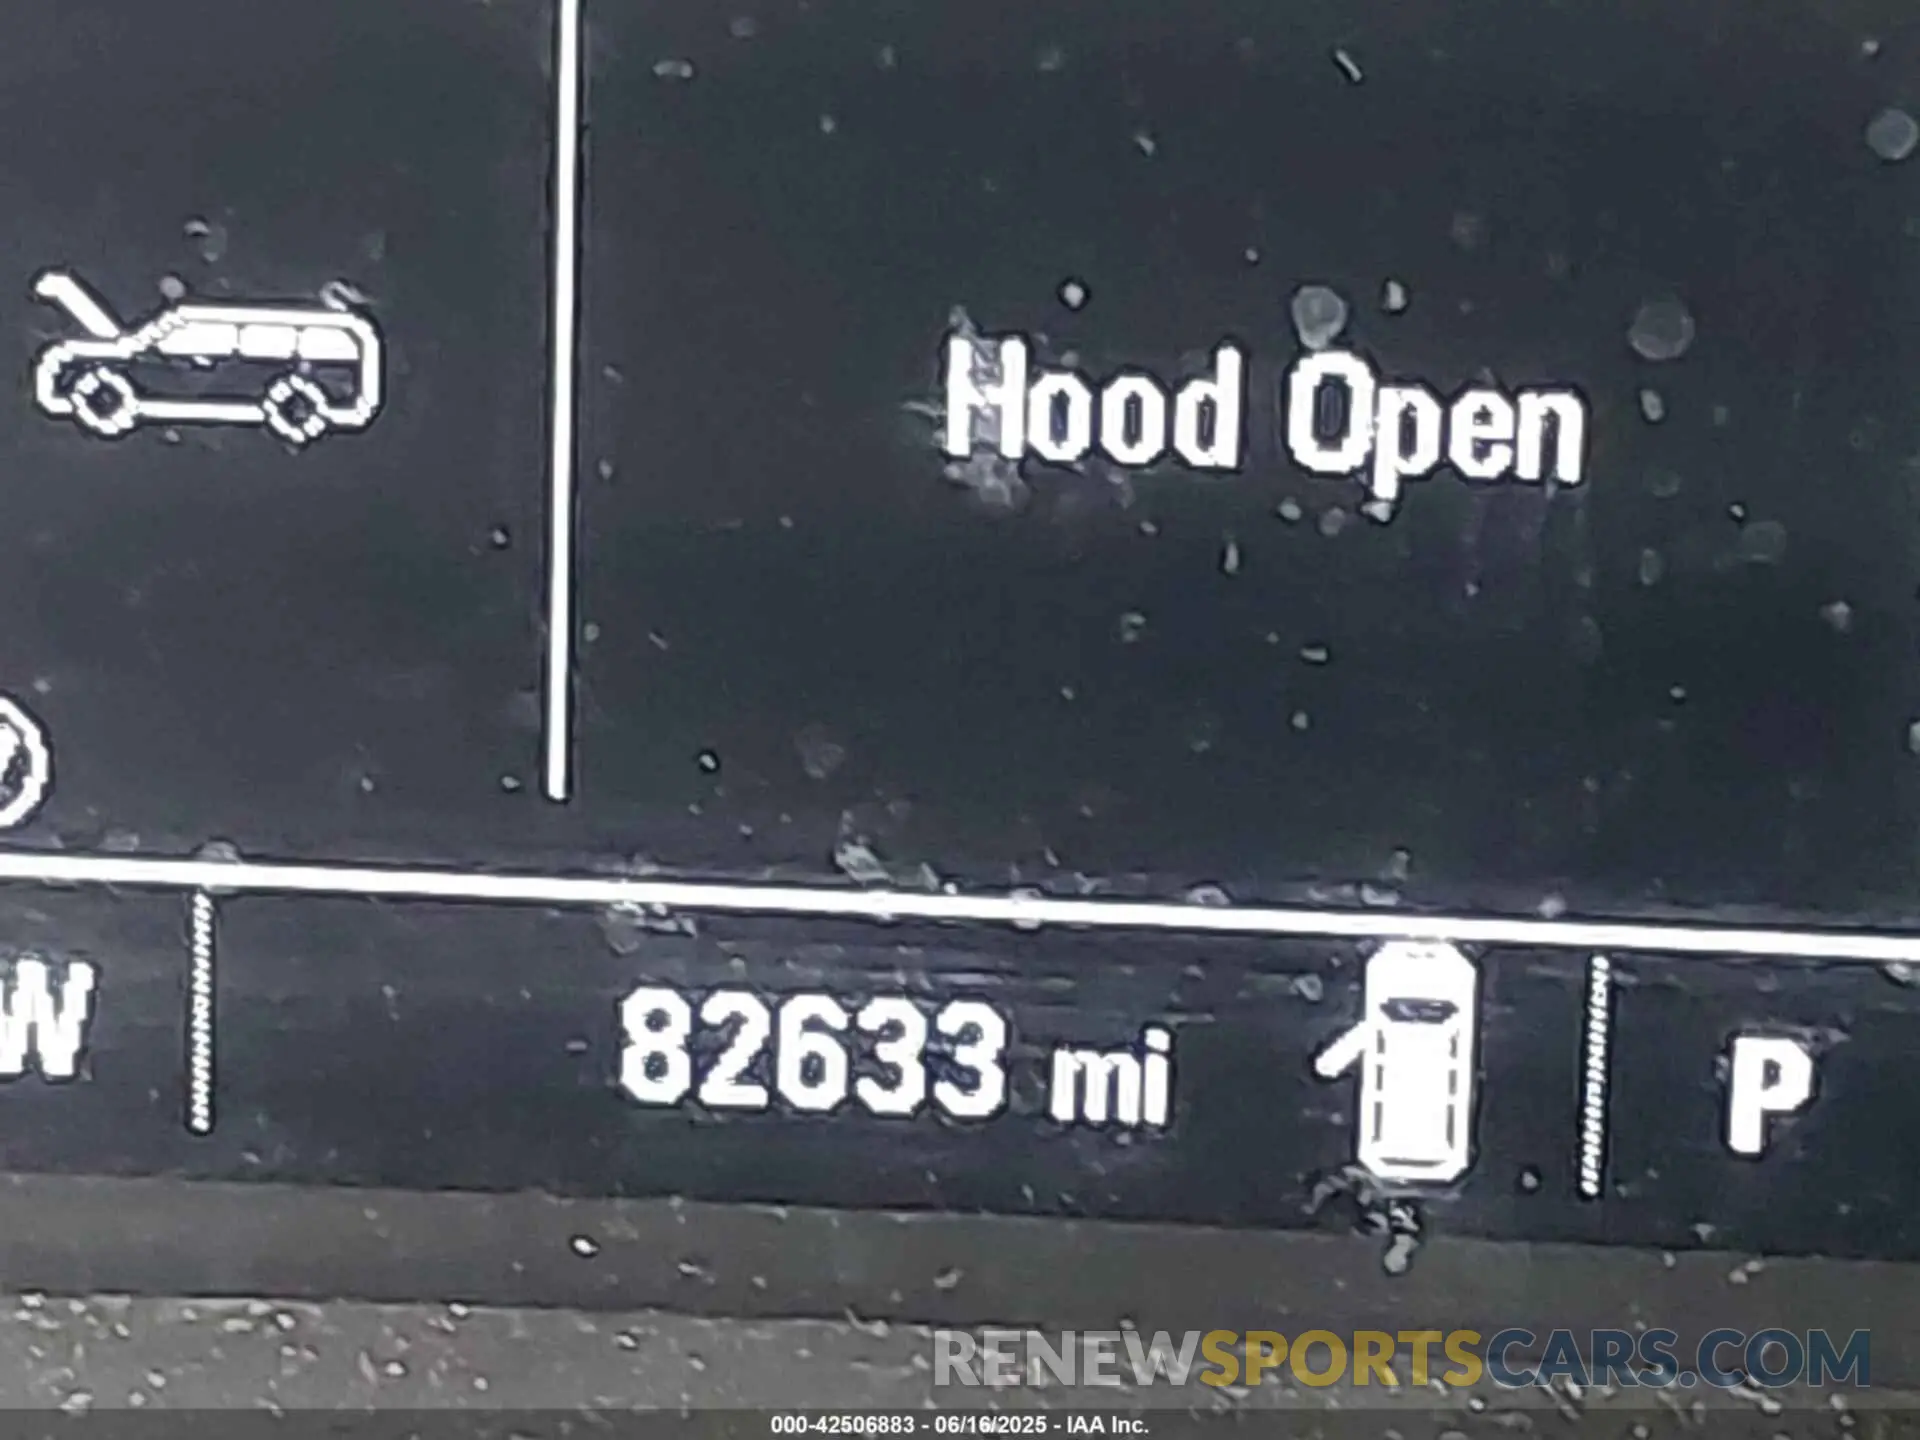 Hood Open
W
82633 mi
P
RENEWSPORTSCARS.COM
000-42506883 - 06/16/2025 - IAA Inc.